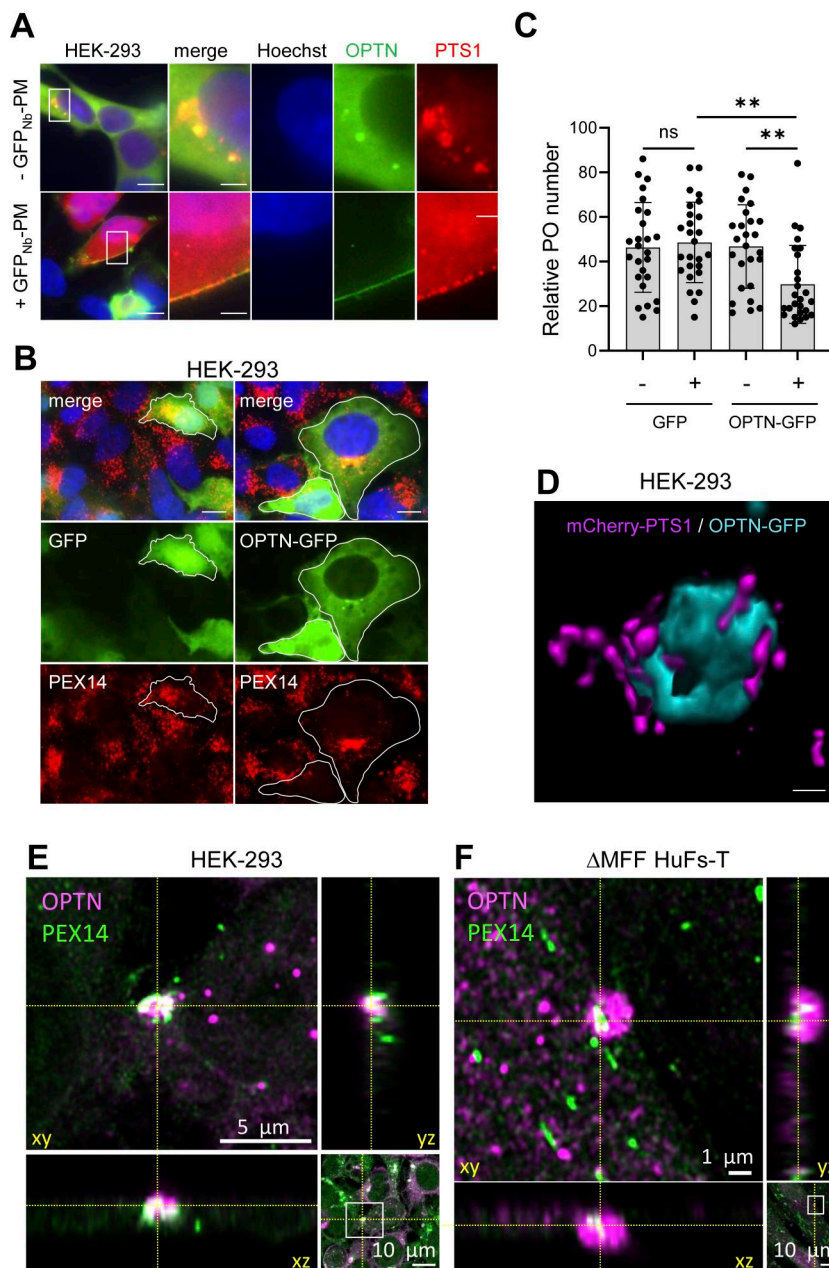 A
HEK-293 merge Hoechst OPTN PTS1
- GFPNb-PM
+ GFPNb-PM
B
HEK-293
merge merge
GFP OPTN-GFP
PEX14 PEX14
C
ns ** **
Relative PO number
100
80
60
40
20
0
- + - +
GFP OPTN-GFP
D
HEK-293
mCherry-PTS1 / OPTN-GFP
E
HEK-293
OPTN
PEX14
5 µm
xy yz
xz
10 µm
F
ΔMFF HuFs-T
OPTN
PEX14
1 µm
xy yz
xz
10 µm